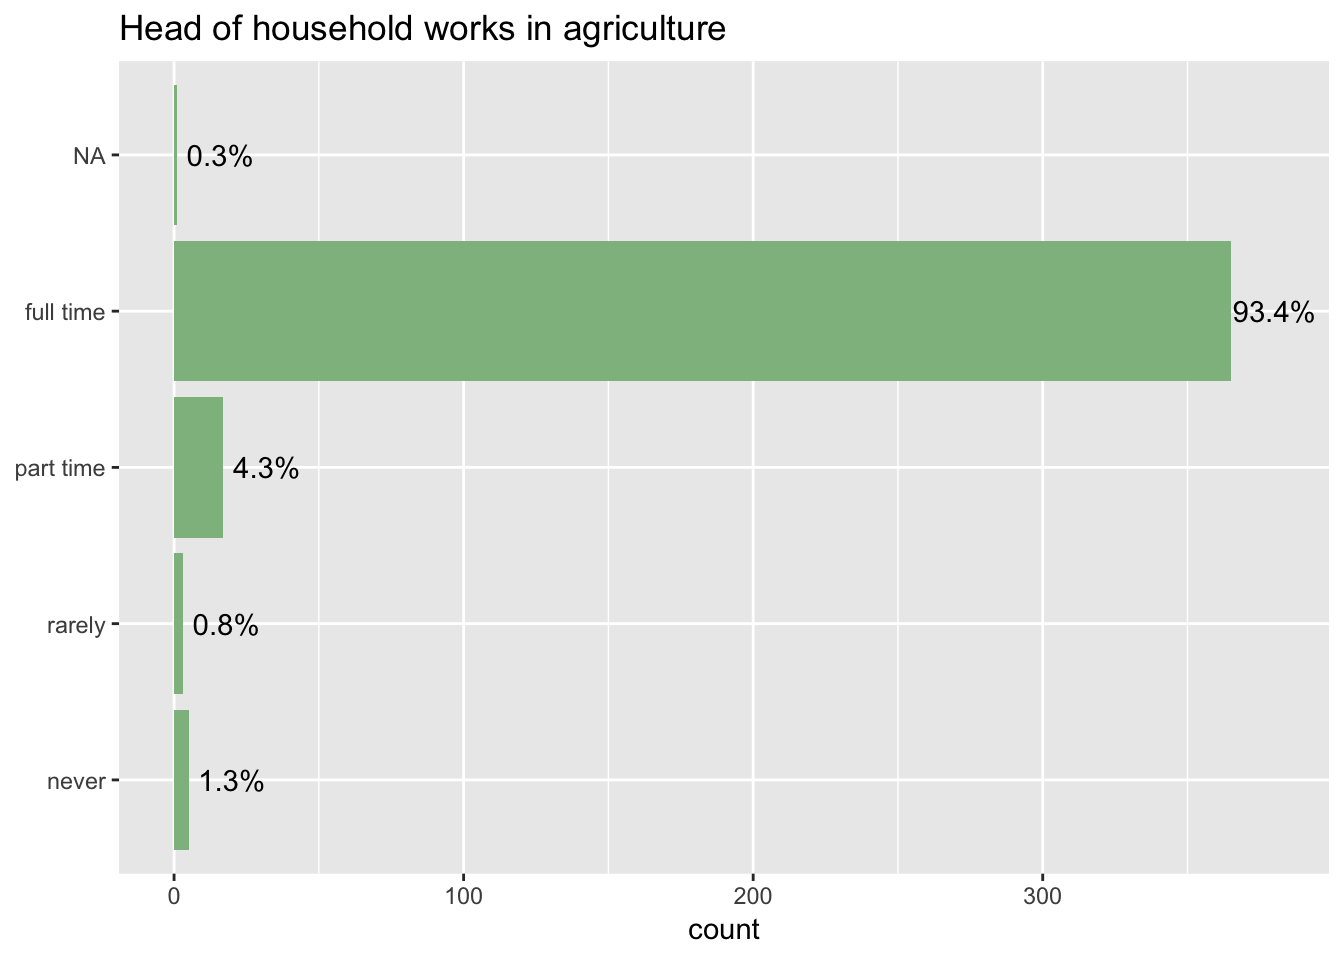 Head of household works in agriculture
NA
0.3%
full time
93.4%
part time
4.3%
rarely
0.8%
never
1.3%
0 100 200 300
count